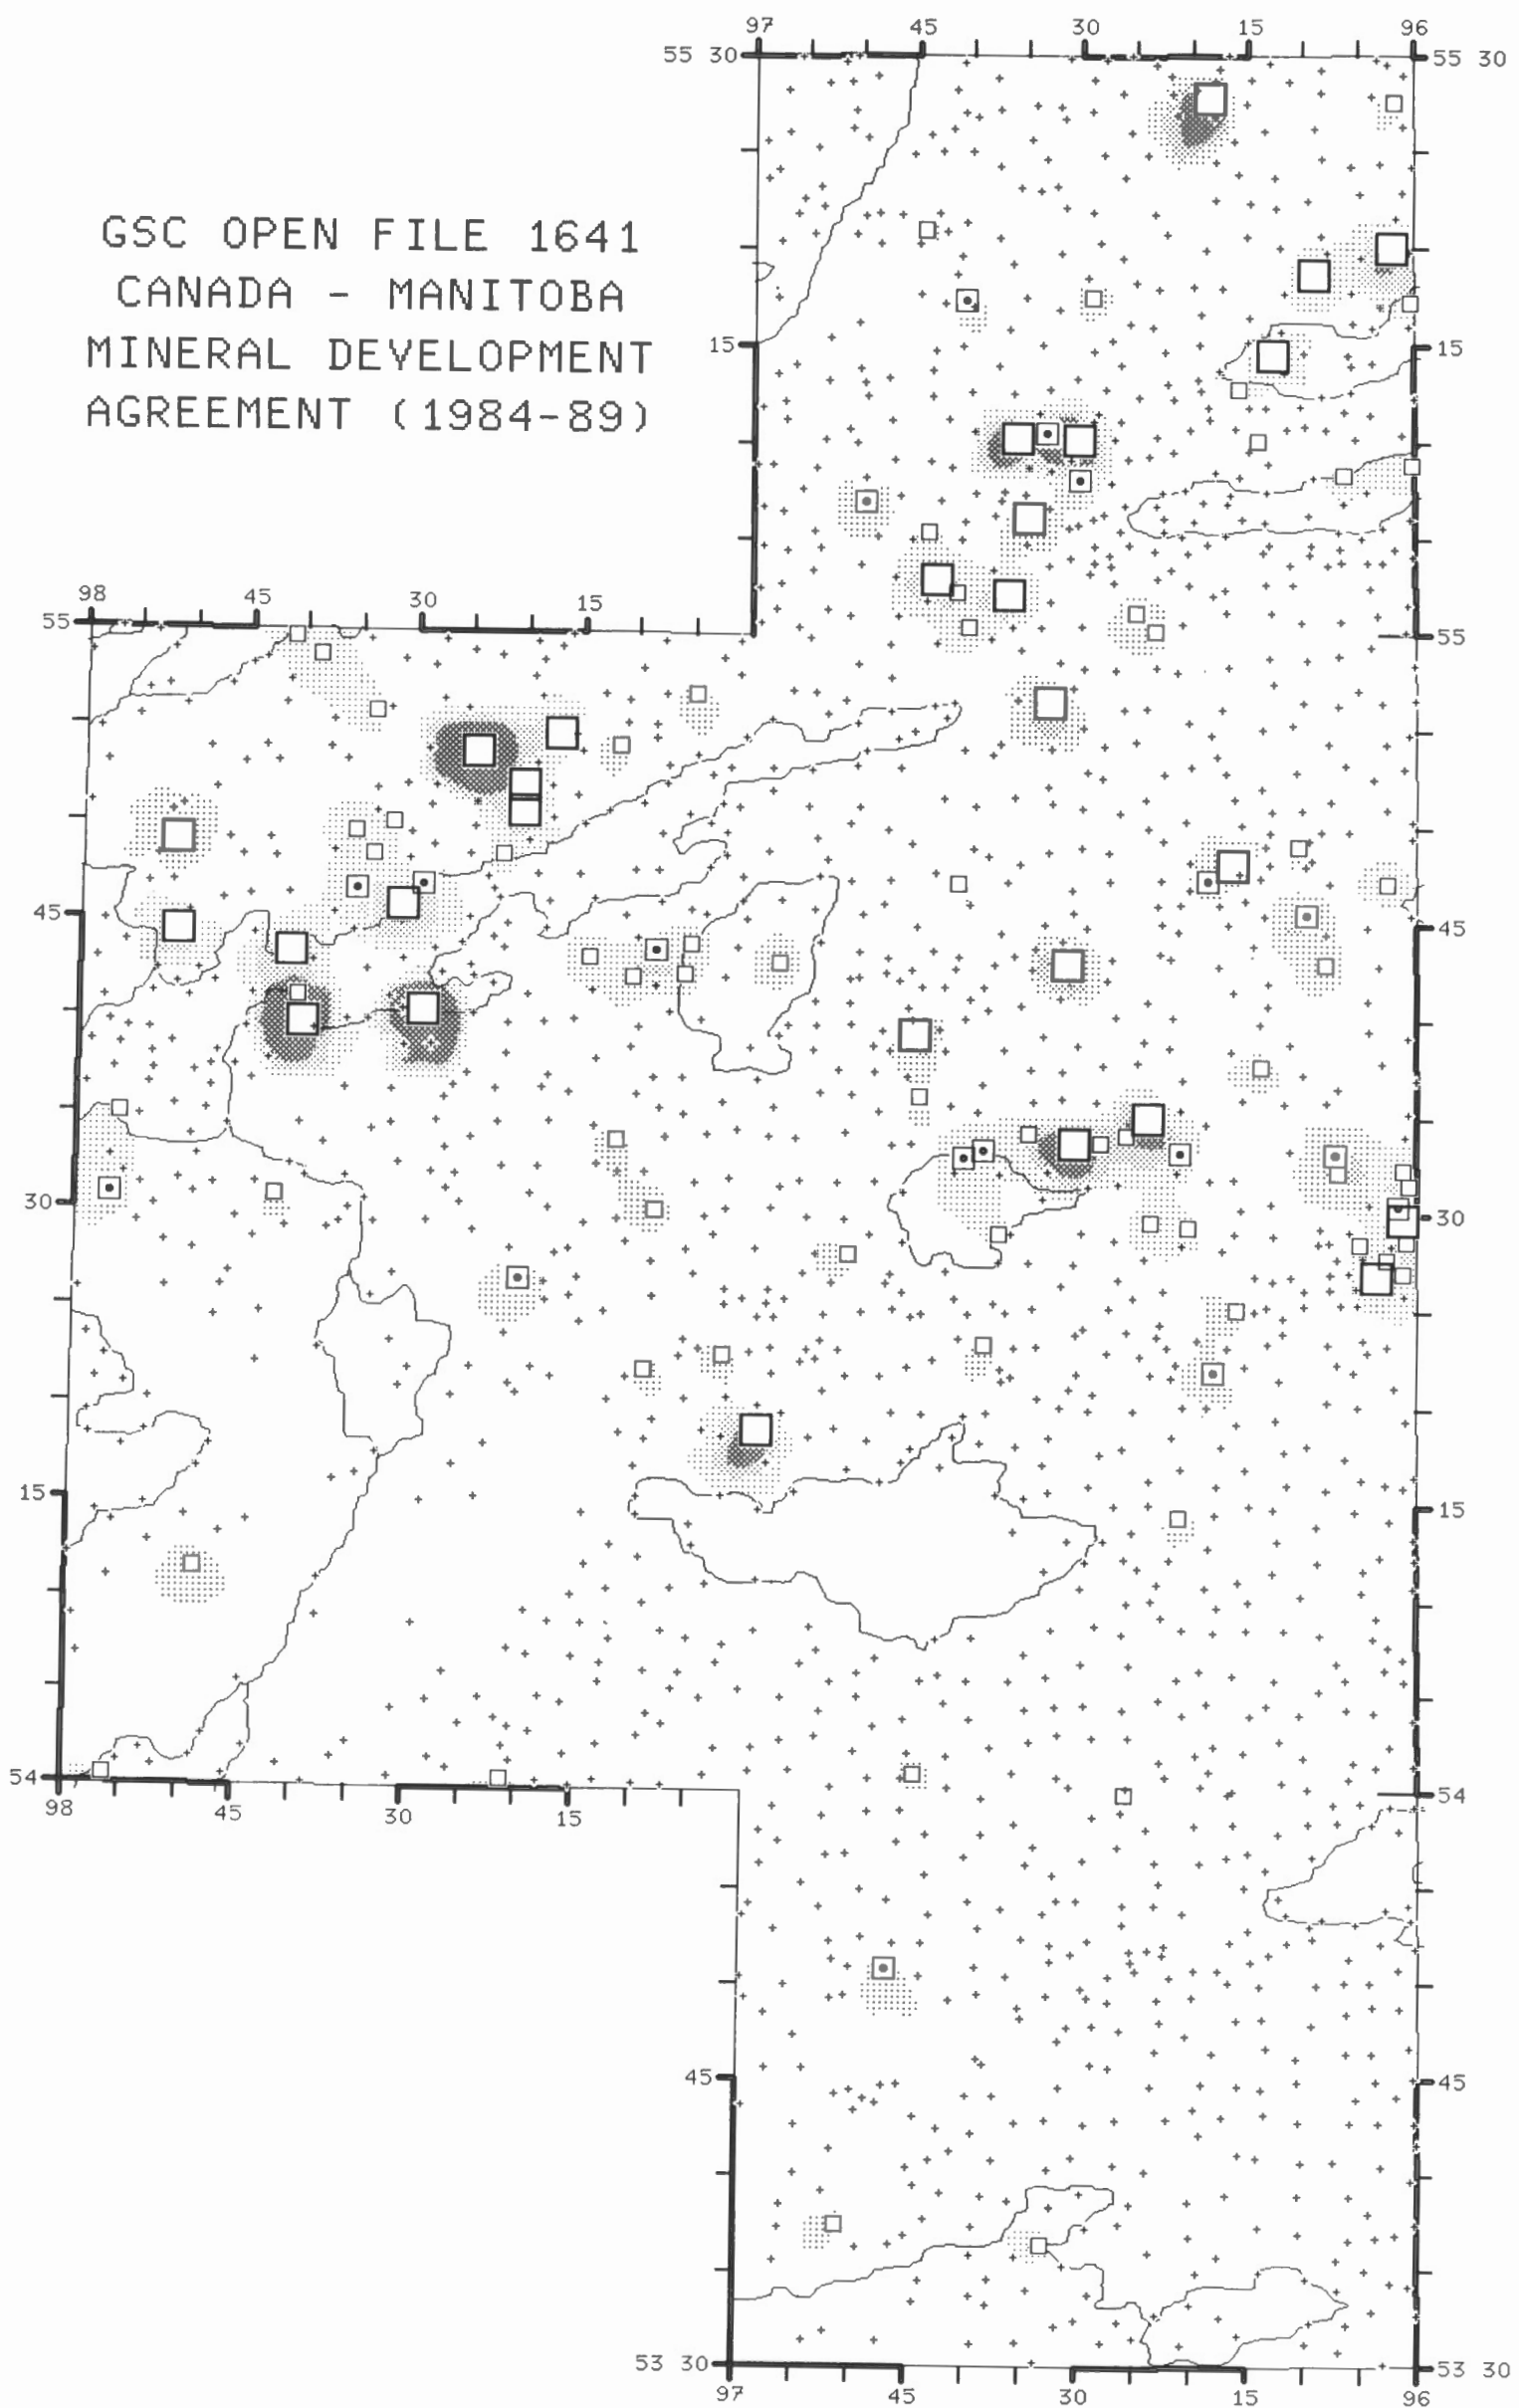 97 45 30 15 96
55 30 55 30
GSC OPEN FILE 1641
CANADA - MANITOBA
MINERAL DEVELOPMENT
AGREEMENT (1984-89)
15 15
98 45 30 15
55 55
45 45
30 30
15 15
54 54
98 45 30 15
45 45
53 30 53 30
97 45 30 15 96